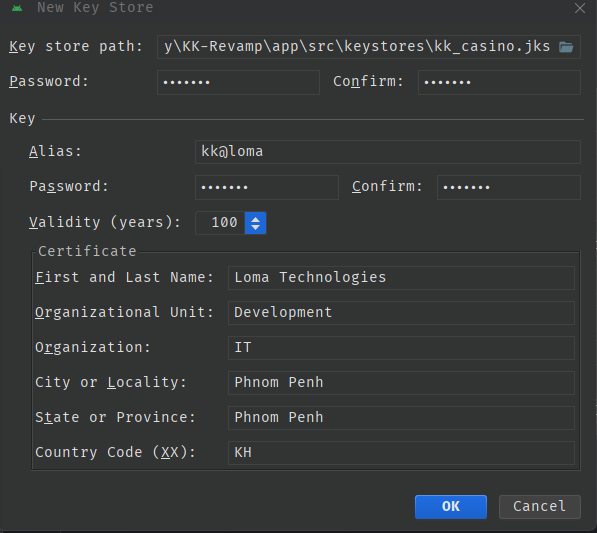 New Key Store
Key store path: y\KK-Revamp\app\src\keystores\kk_casino.jks
Password: ••••••• Confirm: •••••••
Key
Alias: kk@loma
Password: ••••••• Confirm: •••••••
Validity (years): 100
Certificate
First and Last Name: Loma Technologies
Organizational Unit: Development
Organization: IT
City or Locality: Phnom Penh
State or Province: Phnom Penh
Country Code (XX): KH
OK Cancel